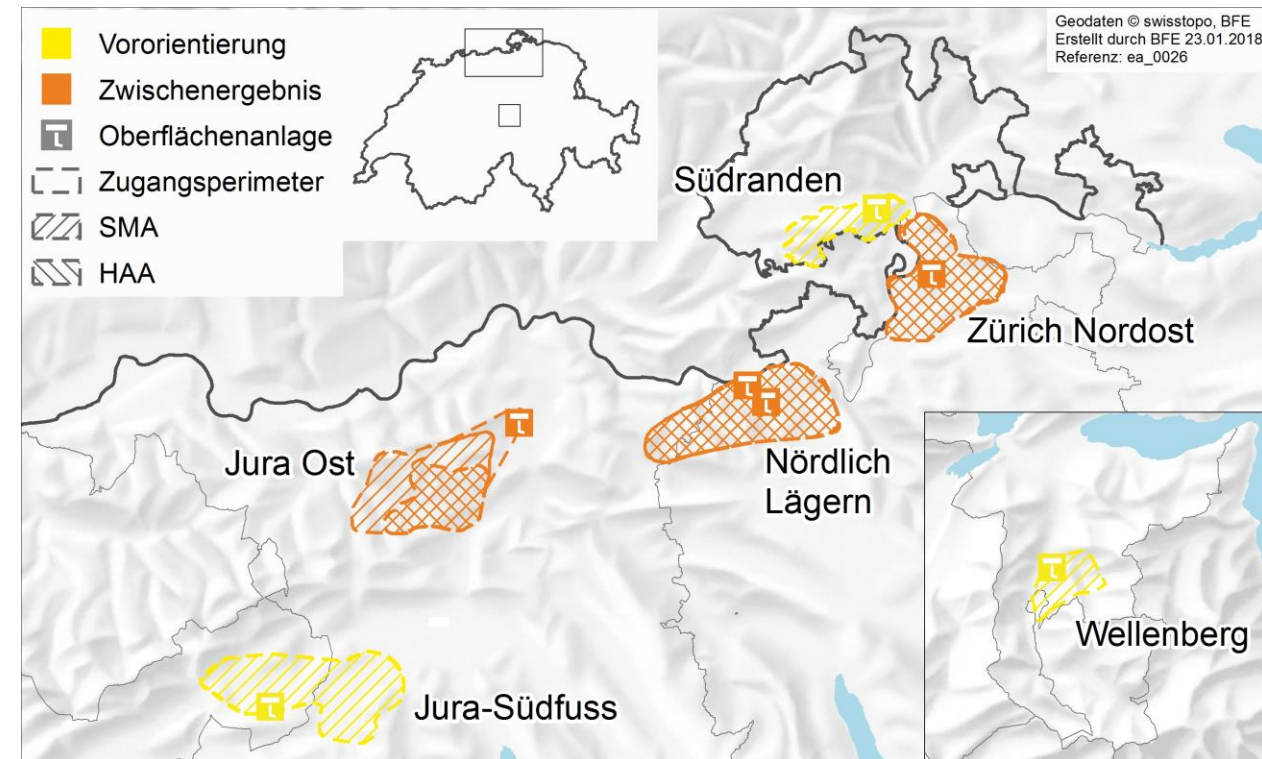 Vororientierung
Zwischenergebnis
Oberflächenanlage
Zugangsperimeter
SMA
HAA
Geodaten © swisstopo, BFE
Erstellt durch BFE 23.01.2018
Referenz: ea_0026
Südranden
Zürich Nordost
Jura Ost
Nördlich
Lägern
Wellenberg
Jura-Südfuss